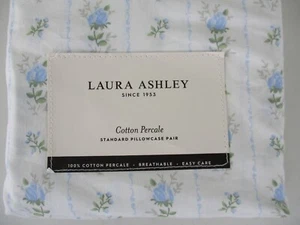 LAURA ASHLEY
SINCE 1953
Cotton Percale
STANDARD PILLOWCASE PAIR
100% COTTON PERCALE - BREATHABLE - EASY CARE